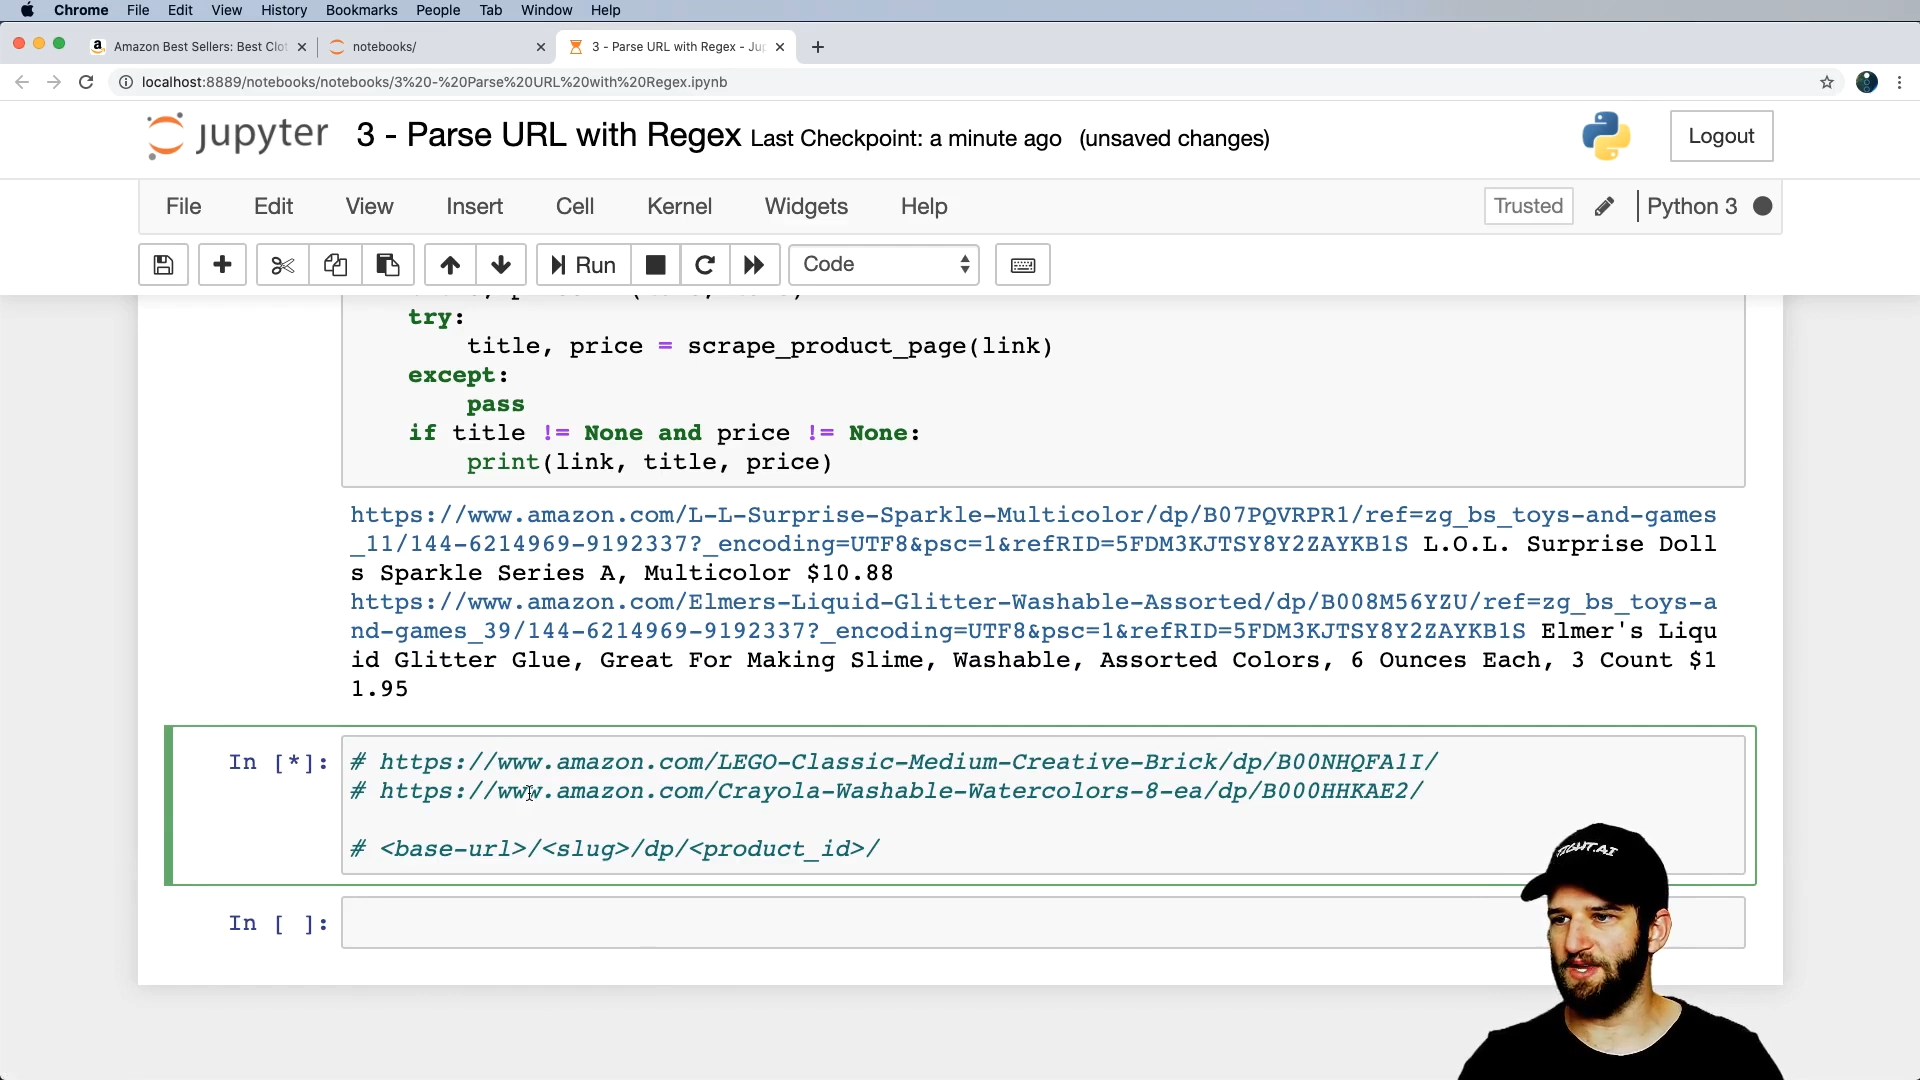 Chrome File Edit View History Bookmarks People Tab Window Help
Amazon Best Sellers: Best Clot
notebooks/
3 - Parse URL with Regex - Jup
localhost:8889/notebooks/notebooks/3%20-%20Parse%20URL%20with%20Regex.ipynb
jupyter 3 - Parse URL with Regex Last Checkpoint: a minute ago (unsaved changes)
Logout
File Edit View Insert Cell Kernel Widgets Help
Trusted Python 3
Run Code
try:
title, price = scrape_product_page(link)
except:
pass
if title != None and price != None:
print(link, title, price)
https://www.amazon.com/L-L-Surprise-Sparkle-Multicolor/dp/B07PQVRPR1/ref=zg_bs_toys-and-games
_11/144-6214969-9192337?_encoding=UTF8&psc=1&refRID=5FDM3KJTSY8Y2ZAYKB1S L.O.L. Surprise Doll
s Sparkle Series A, Multicolor $10.88
https://www.amazon.com/Elmers-Liquid-Glitter-Washable-Assorted/dp/B008M56YZU/ref=zg_bs_toys-a
nd-games_39/144-6214969-9192337?_encoding=UTF8&psc=1&refRID=5FDM3KJTSY8Y2ZAYKB1S Elmer's Liqu
id Glitter Glue, Great For Making Slime, Washable, Assorted Colors, 6 Ounces Each, 3 Count $1
1.95
In [*]: # https://www.amazon.com/LEGO-Classic-Medium-Creative-Brick/dp/B00NHQFA1I/
# https://www.amazon.com/Crayola-Washable-Watercolors-8-ea/dp/B000HHKAE2/
# <base-url>/<slug>/dp/<product_id>/
In [ ]: